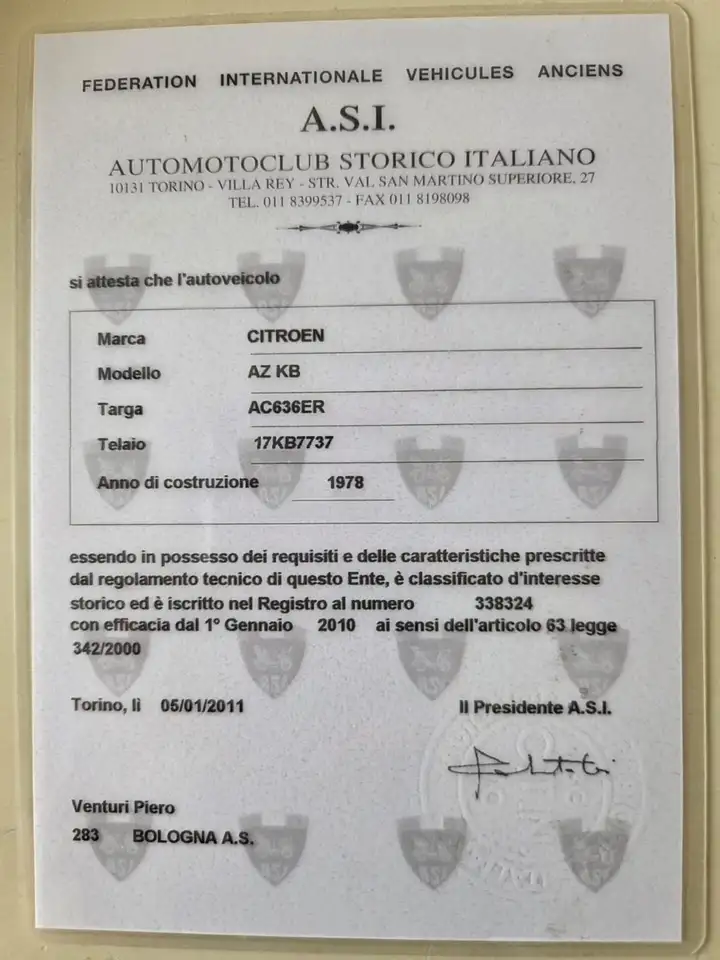 FEDERATION INTERNATIONALE VEHICULES ANCIENS
A.S.I.
AUTOMOTOCLUB STORICO ITALIANO
10131 TORINO - VILLA REY - STR. VAL SAN MARTINO SUPERIORE, 27
TEL. 011 8399537 - FAX 011 8198098
si attesta che l'autoveicolo
Marca CITROEN
Modello AZ KB
Targa AC636ER
Telaio 17KB7737
Anno di costruzione 1978
essendo in possesso dei requisiti e delle caratteristiche prescritte
dal regolamento tecnico di questo Ente, è classificato d'interesse
storico ed è iscritto nel Registro al numero 338324
con efficacia dal 1° Gennaio 2010 ai sensi dell'articolo 63 legge
342/2000
Torino, lì 05/01/2011 Il Presidente A.S.I.
Venturi Piero
283 BOLOGNA A.S.